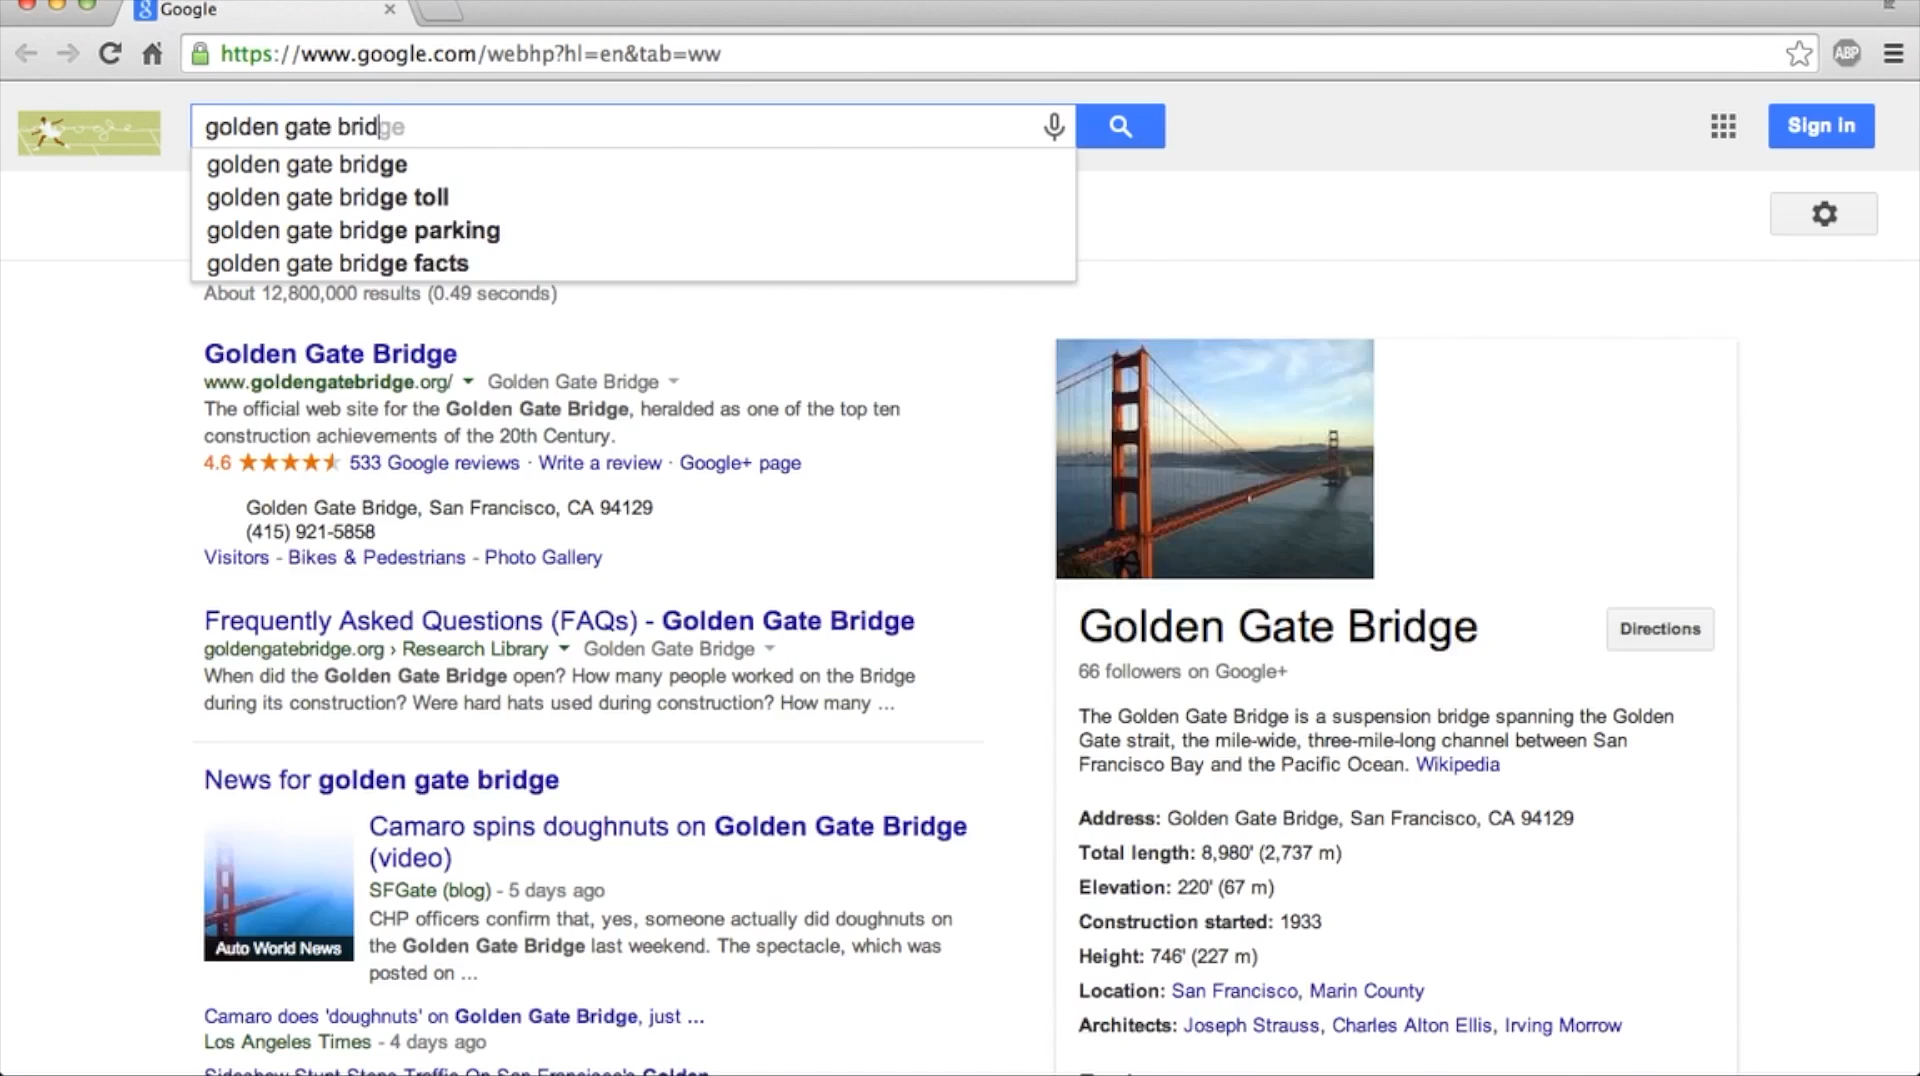 Google
https://www.google.com/webhp?hl=en&tab=ww
ABP
google
golden gate bridge
Sign in
golden gate bridge
golden gate bridge toll
golden gate bridge parking
golden gate bridge facts
About 12,800,000 results (0.49 seconds)
Golden Gate Bridge
www.goldengatebridge.org/ Golden Gate Bridge
The official web site for the Golden Gate Bridge, heralded as one of the top ten
construction achievements of the 20th Century.
4.6 533 Google reviews · Write a review · Google+ page
Golden Gate Bridge, San Francisco, CA 94129
(415) 921-5858
Visitors - Bikes & Pedestrians - Photo Gallery
Frequently Asked Questions (FAQs) - Golden Gate Bridge
goldengatebridge.org › Research Library Golden Gate Bridge
When did the Golden Gate Bridge open? How many people worked on the Bridge
during its construction? Were hard hats used during construction? How many ...
News for golden gate bridge
Camaro spins doughnuts on Golden Gate Bridge
(video)
SFGate (blog) - 5 days ago
CHP officers confirm that, yes, someone actually did doughnuts on
the Golden Gate Bridge last weekend. The spectacle, which was
posted on ...
Auto World News
Camaro does 'doughnuts' on Golden Gate Bridge, just ...
Los Angeles Times - 4 days ago
Sideshow Stunt Stops Traffic On San Francisco's Golden
Golden Gate Bridge
Directions
66 followers on Google+
The Golden Gate Bridge is a suspension bridge spanning the Golden
Gate strait, the mile-wide, three-mile-long channel between San
Francisco Bay and the Pacific Ocean. Wikipedia
Address: Golden Gate Bridge, San Francisco, CA 94129
Total length: 8,980' (2,737 m)
Elevation: 220' (67 m)
Construction started: 1933
Height: 746' (227 m)
Location: San Francisco, Marin County
Architects: Joseph Strauss, Charles Alton Ellis, Irving Morrow